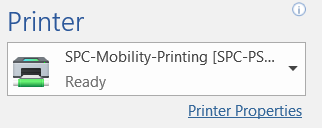 Printer
SPC-Mobility-Printing [SPC-PS...
Ready
Printer Properties